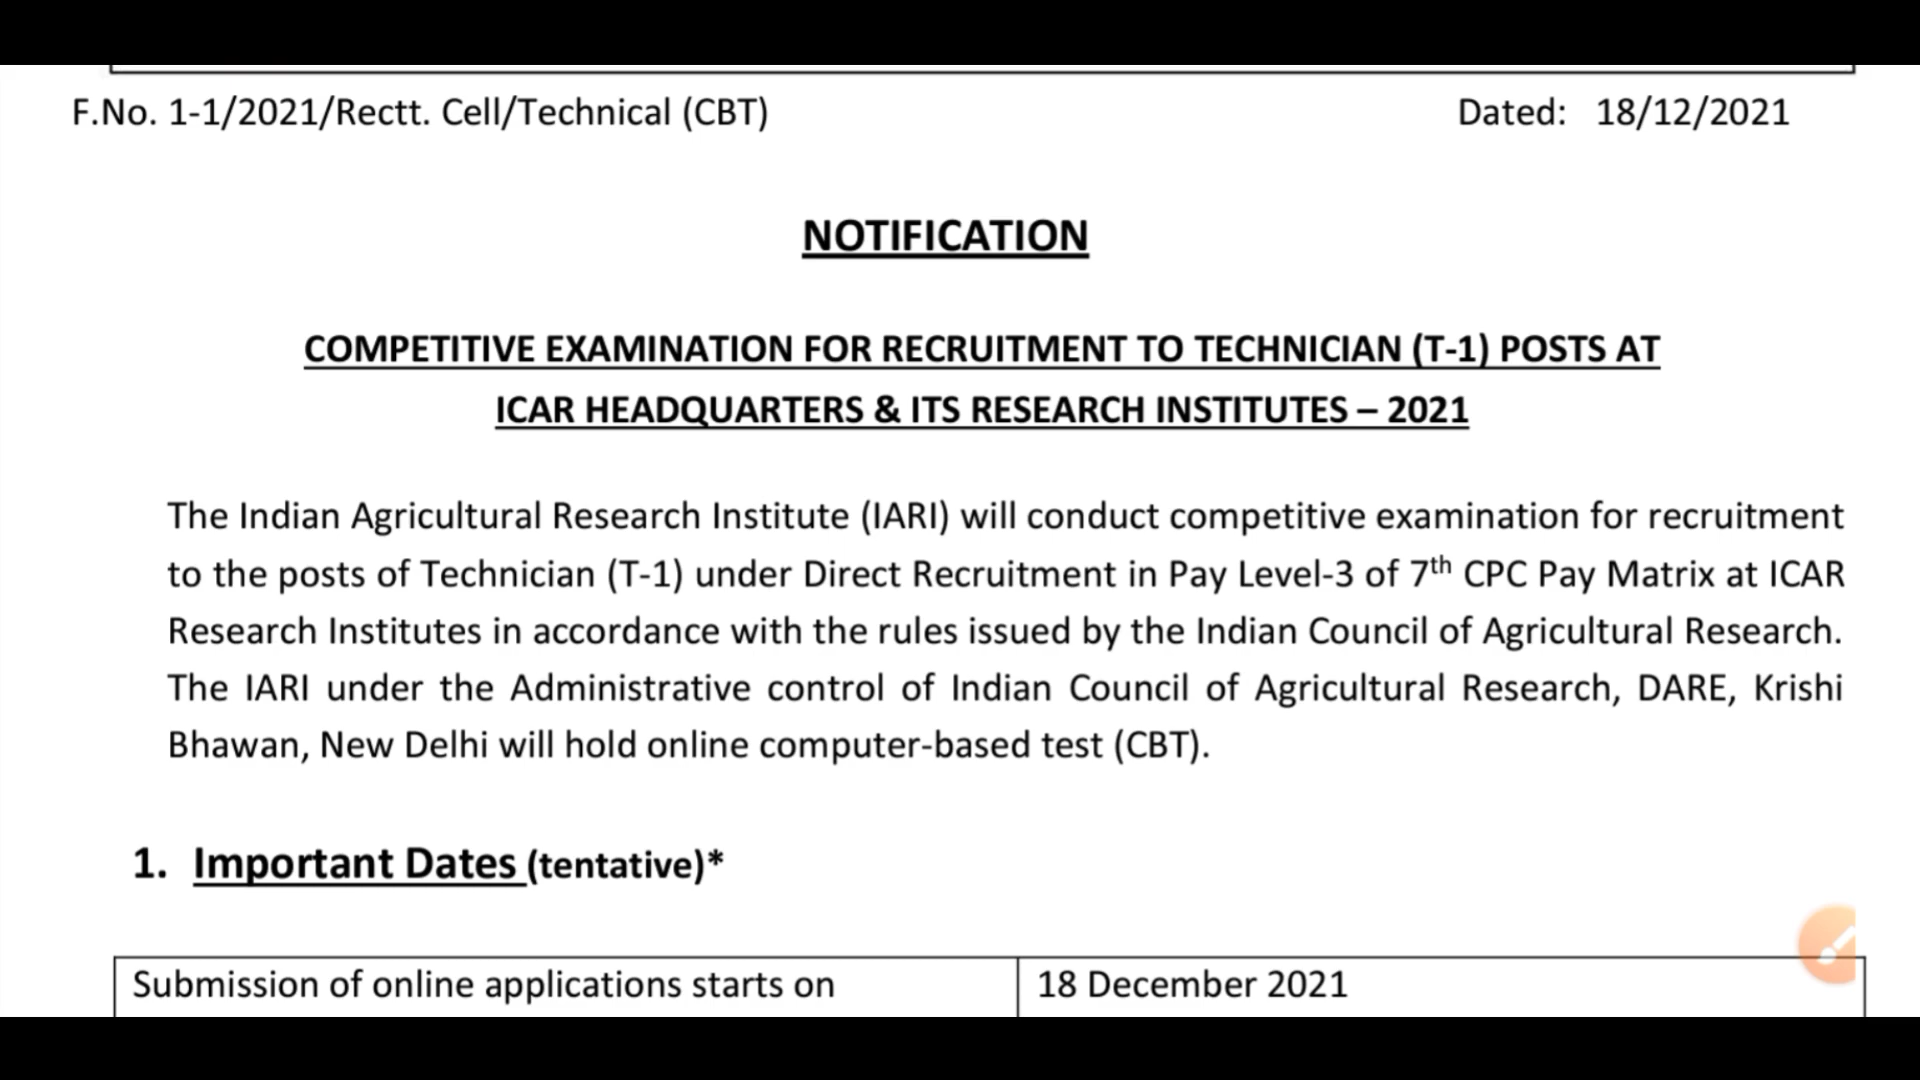 F.No. 1-1/2021/Rectt. Cell/Technical (CBT) Dated: 18/12/2021
NOTIFICATION
COMPETITIVE EXAMINATION FOR RECRUITMENT TO TECHNICIAN (T-1) POSTS AT
ICAR HEADQUARTERS & ITS RESEARCH INSTITUTES – 2021
The Indian Agricultural Research Institute (IARI) will conduct competitive examination for recruitment
to the posts of Technician (T-1) under Direct Recruitment in Pay Level-3 of 7th CPC Pay Matrix at ICAR
Research Institutes in accordance with the rules issued by the Indian Council of Agricultural Research.
The IARI under the Administrative control of Indian Council of Agricultural Research, DARE, Krishi
Bhawan, New Delhi will hold online computer-based test (CBT).
1. Important Dates (tentative)*
Submission of online applications starts on 18 December 2021